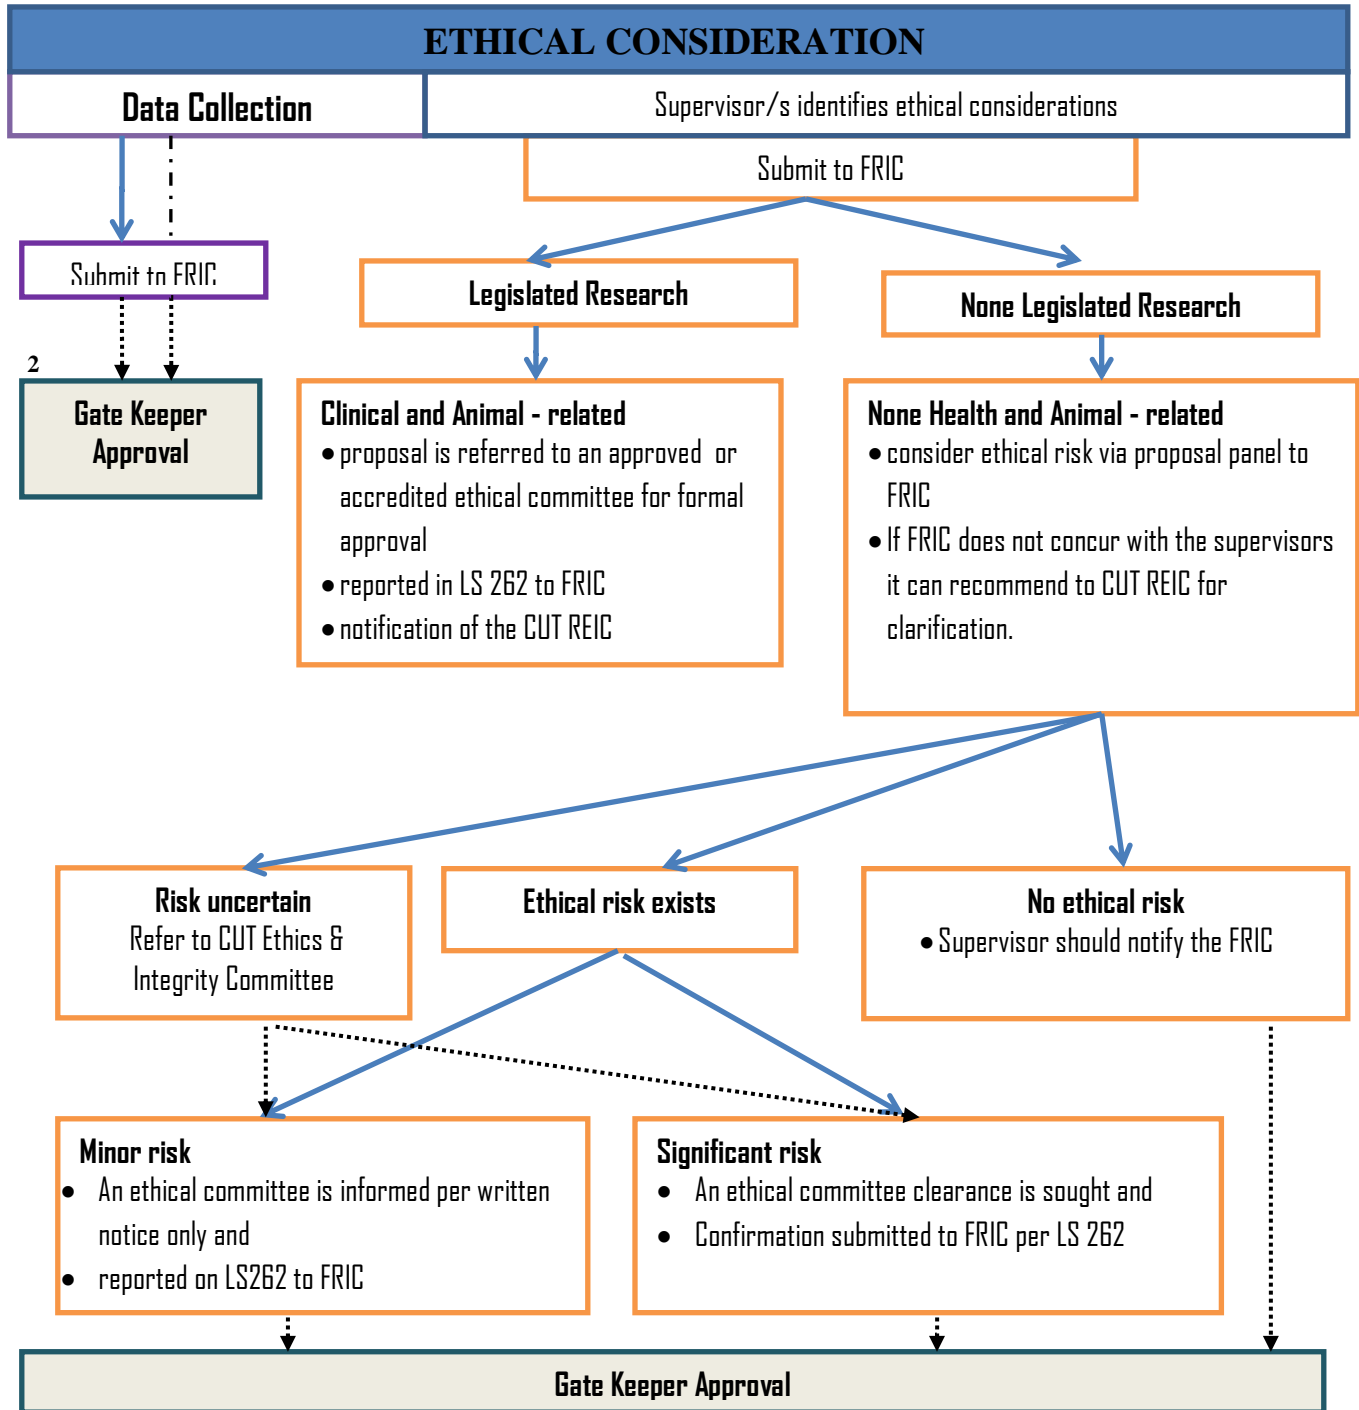 ETHICAL CONSIDERATION
Data Collection
Supervisor/s identifies ethical considerations
Submit to FRIC
Submit to FRIC
Legislated Research
None Legislated Research
2
Gate Keeper
Approval
Clinical and Animal - related
• proposal is referred to an approved or
accredited ethical committee for formal
approval
• reported in LS 262 to FRIC
• notification of the CUT REIC
None Health and Animal - related
• consider ethical risk via proposal panel to
FRIC
• If FRIC does not concur with the supervisors
it can recommend to CUT REIC for
clarification.
Risk uncertain
Refer to CUT Ethics &
Integrity Committee
Ethical risk exists
No ethical risk
• Supervisor should notify the FRIC
Minor risk
• An ethical committee is informed per written
notice only and
• reported on LS262 to FRIC
Significant risk
• An ethical committee clearance is sought and
• Confirmation submitted to FRIC per LS 262
Gate Keeper Approval